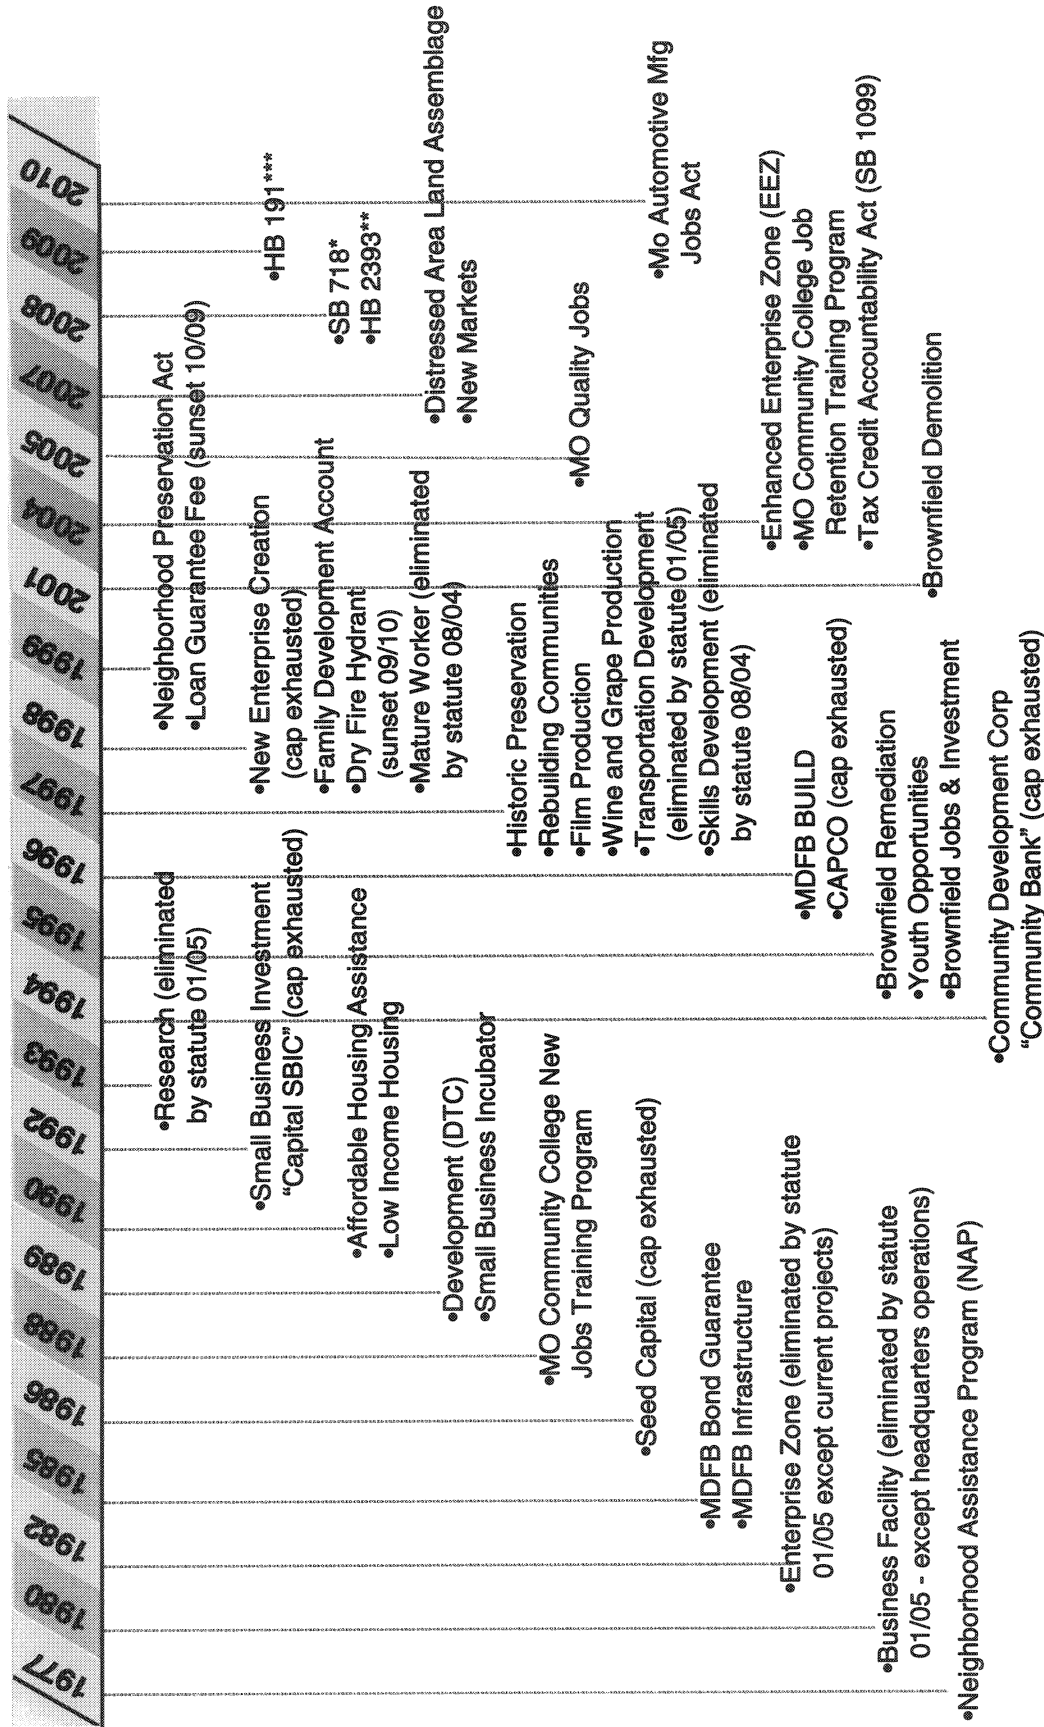 1977
1980
1982
1985
1986
1988
1989
1990
1992
1993
1994
1995
1996
1997
1998
1999
2001
2004
2005
2007
2008
2009
2010
•Neighborhood Assistance Program (NAP)
•Business Facility (eliminated by statute
01/05 - except headquarters operations)
•Enterprise Zone (eliminated by statute
01/05 except current projects)
•MDFB Bond Guarantee
•MDFB Infrastructure
•Seed Capital (cap exhausted)
•MO Community College New
Jobs Training Program
•Development (DTC)
•Small Business Incubator
•Affordable Housing Assistance
•Low Income Housing
•Small Business Investment
“Capital SBIC” (cap exhausted)
•Research (eliminated
by statute 01/05)
•Community Development Corp
“Community Bank” (cap exhausted)
•Brownfield Remediation
•Youth Opportunities
•Brownfield Jobs & Investment
•MDFB BUILD
•CAPCO (cap exhausted)
•Historic Preservation
•Rebuilding Communities
•Film Production
•Wine and Grape Production
•Transportation Development
(eliminated by statute 01/05)
•Skills Development (eliminated
by statute 08/04)
•New Enterprise Creation
(cap exhausted)
•Family Development Account
•Dry Fire Hydrant
(sunset 09/10)
•Mature Worker (eliminated
by statute 08/04)
•Neighborhood Preservation Act
•Loan Guarantee Fee (sunset 10/09)
•Brownfield Demolition
•Enhanced Enterprise Zone (EEZ)
•MO Community College Job
Retention Training Program
•Tax Credit Accountability Act (SB 1099)
•MO Quality Jobs
•Distressed Area Land Assemblage
•New Markets
•SB 718*
•HB 2393**
•HB 191***
•Mo Automotive Mfg
Jobs Act